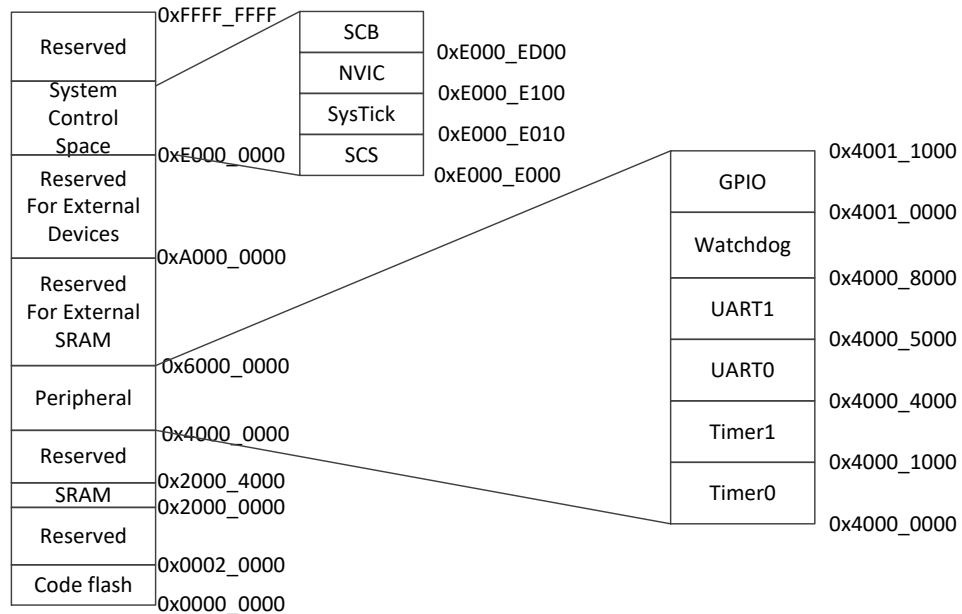 0xFFFF_FFFF
Reserved
System
Control
Space
0xE000_0000
Reserved
For External
Devices
0xA000_0000
Reserved
For External
SRAM
0x6000_0000
Peripheral
0x4000_0000
Reserved
0x2000_4000
SRAM
0x2000_0000
Reserved
0x0002_0000
Code flash
0x0000_0000
SCB
0xE000_ED00
NVIC
0xE000_E100
SysTick
0xE000_E010
SCS
0xE000_E000
0x4001_1000
GPIO
0x4001_0000
Watchdog
0x4000_8000
UART1
0x4000_5000
UART0
0x4000_4000
Timer1
0x4000_1000
Timer0
0x4000_0000